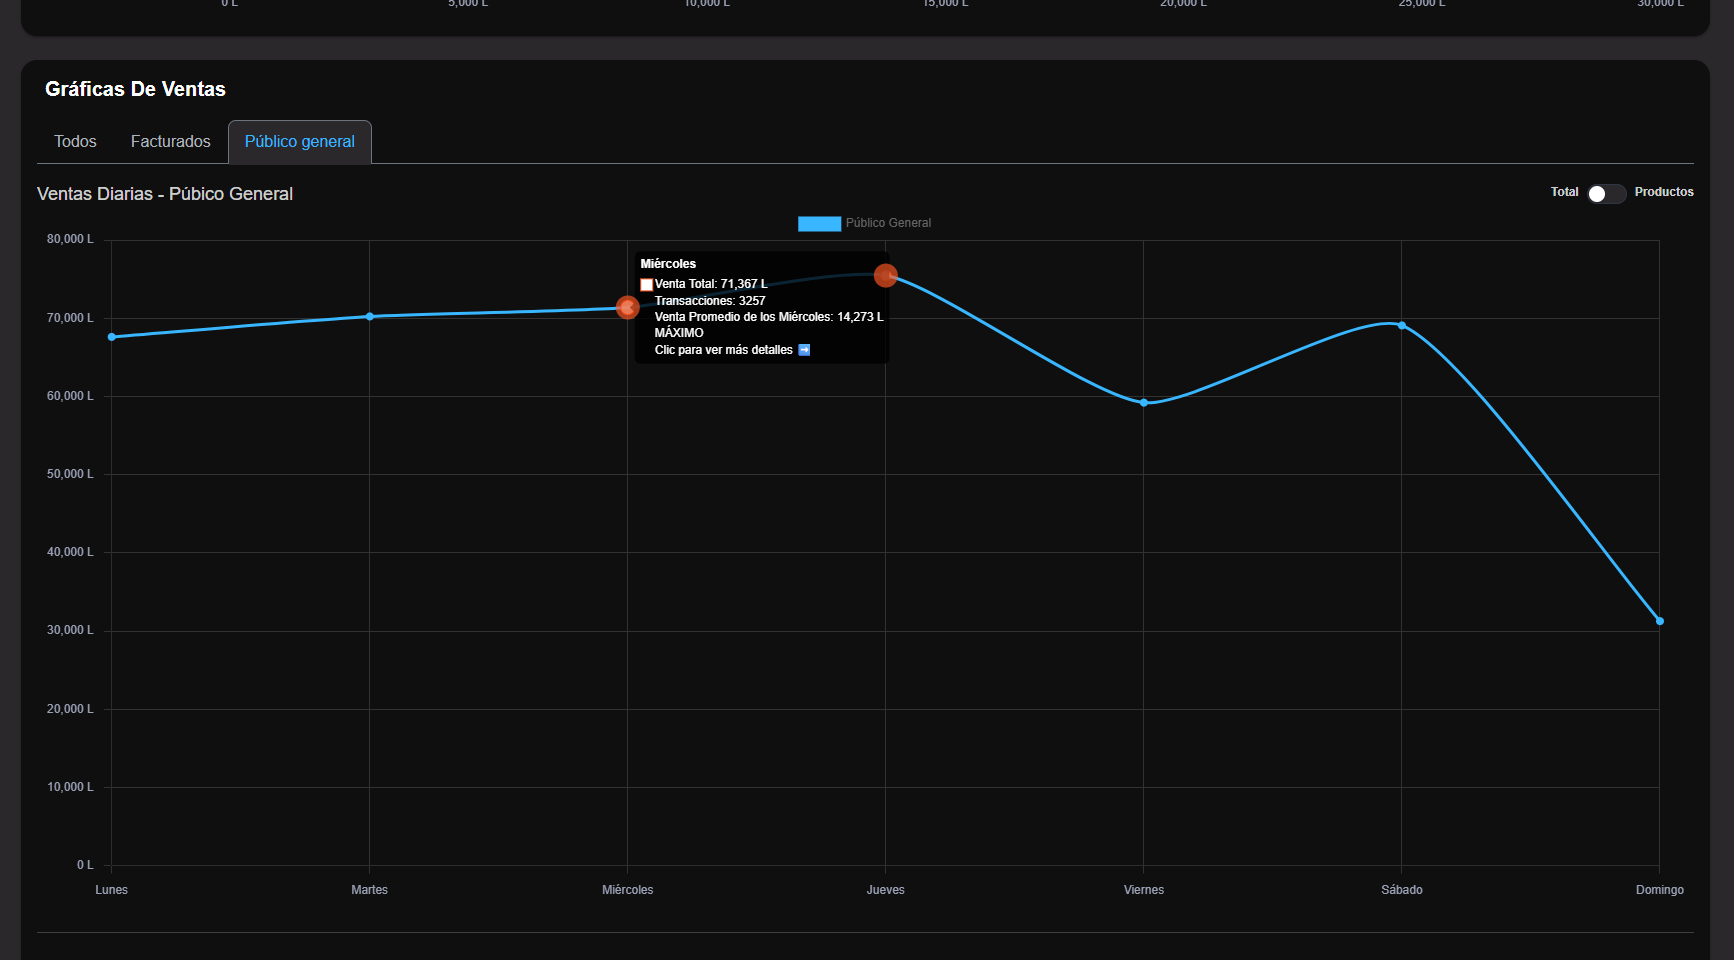 0 L 5,000 L 10,000 L 15,000 L 20,000 L 25,000 L 30,000 L
Gráficas De Ventas
Todos Facturados Público general
Ventas Diarias - Púbico General
Total Productos
Público General
80,000 L
70,000 L
60,000 L
50,000 L
40,000 L
30,000 L
20,000 L
10,000 L
0 L
Miércoles
Venta Total: 71,367 L
Transacciones: 3257
Venta Promedio de los Miércoles: 14,273 L
MÁXIMO
Clic para ver más detalles ➡
Lunes Martes Miércoles Jueves Viernes Sábado Domingo